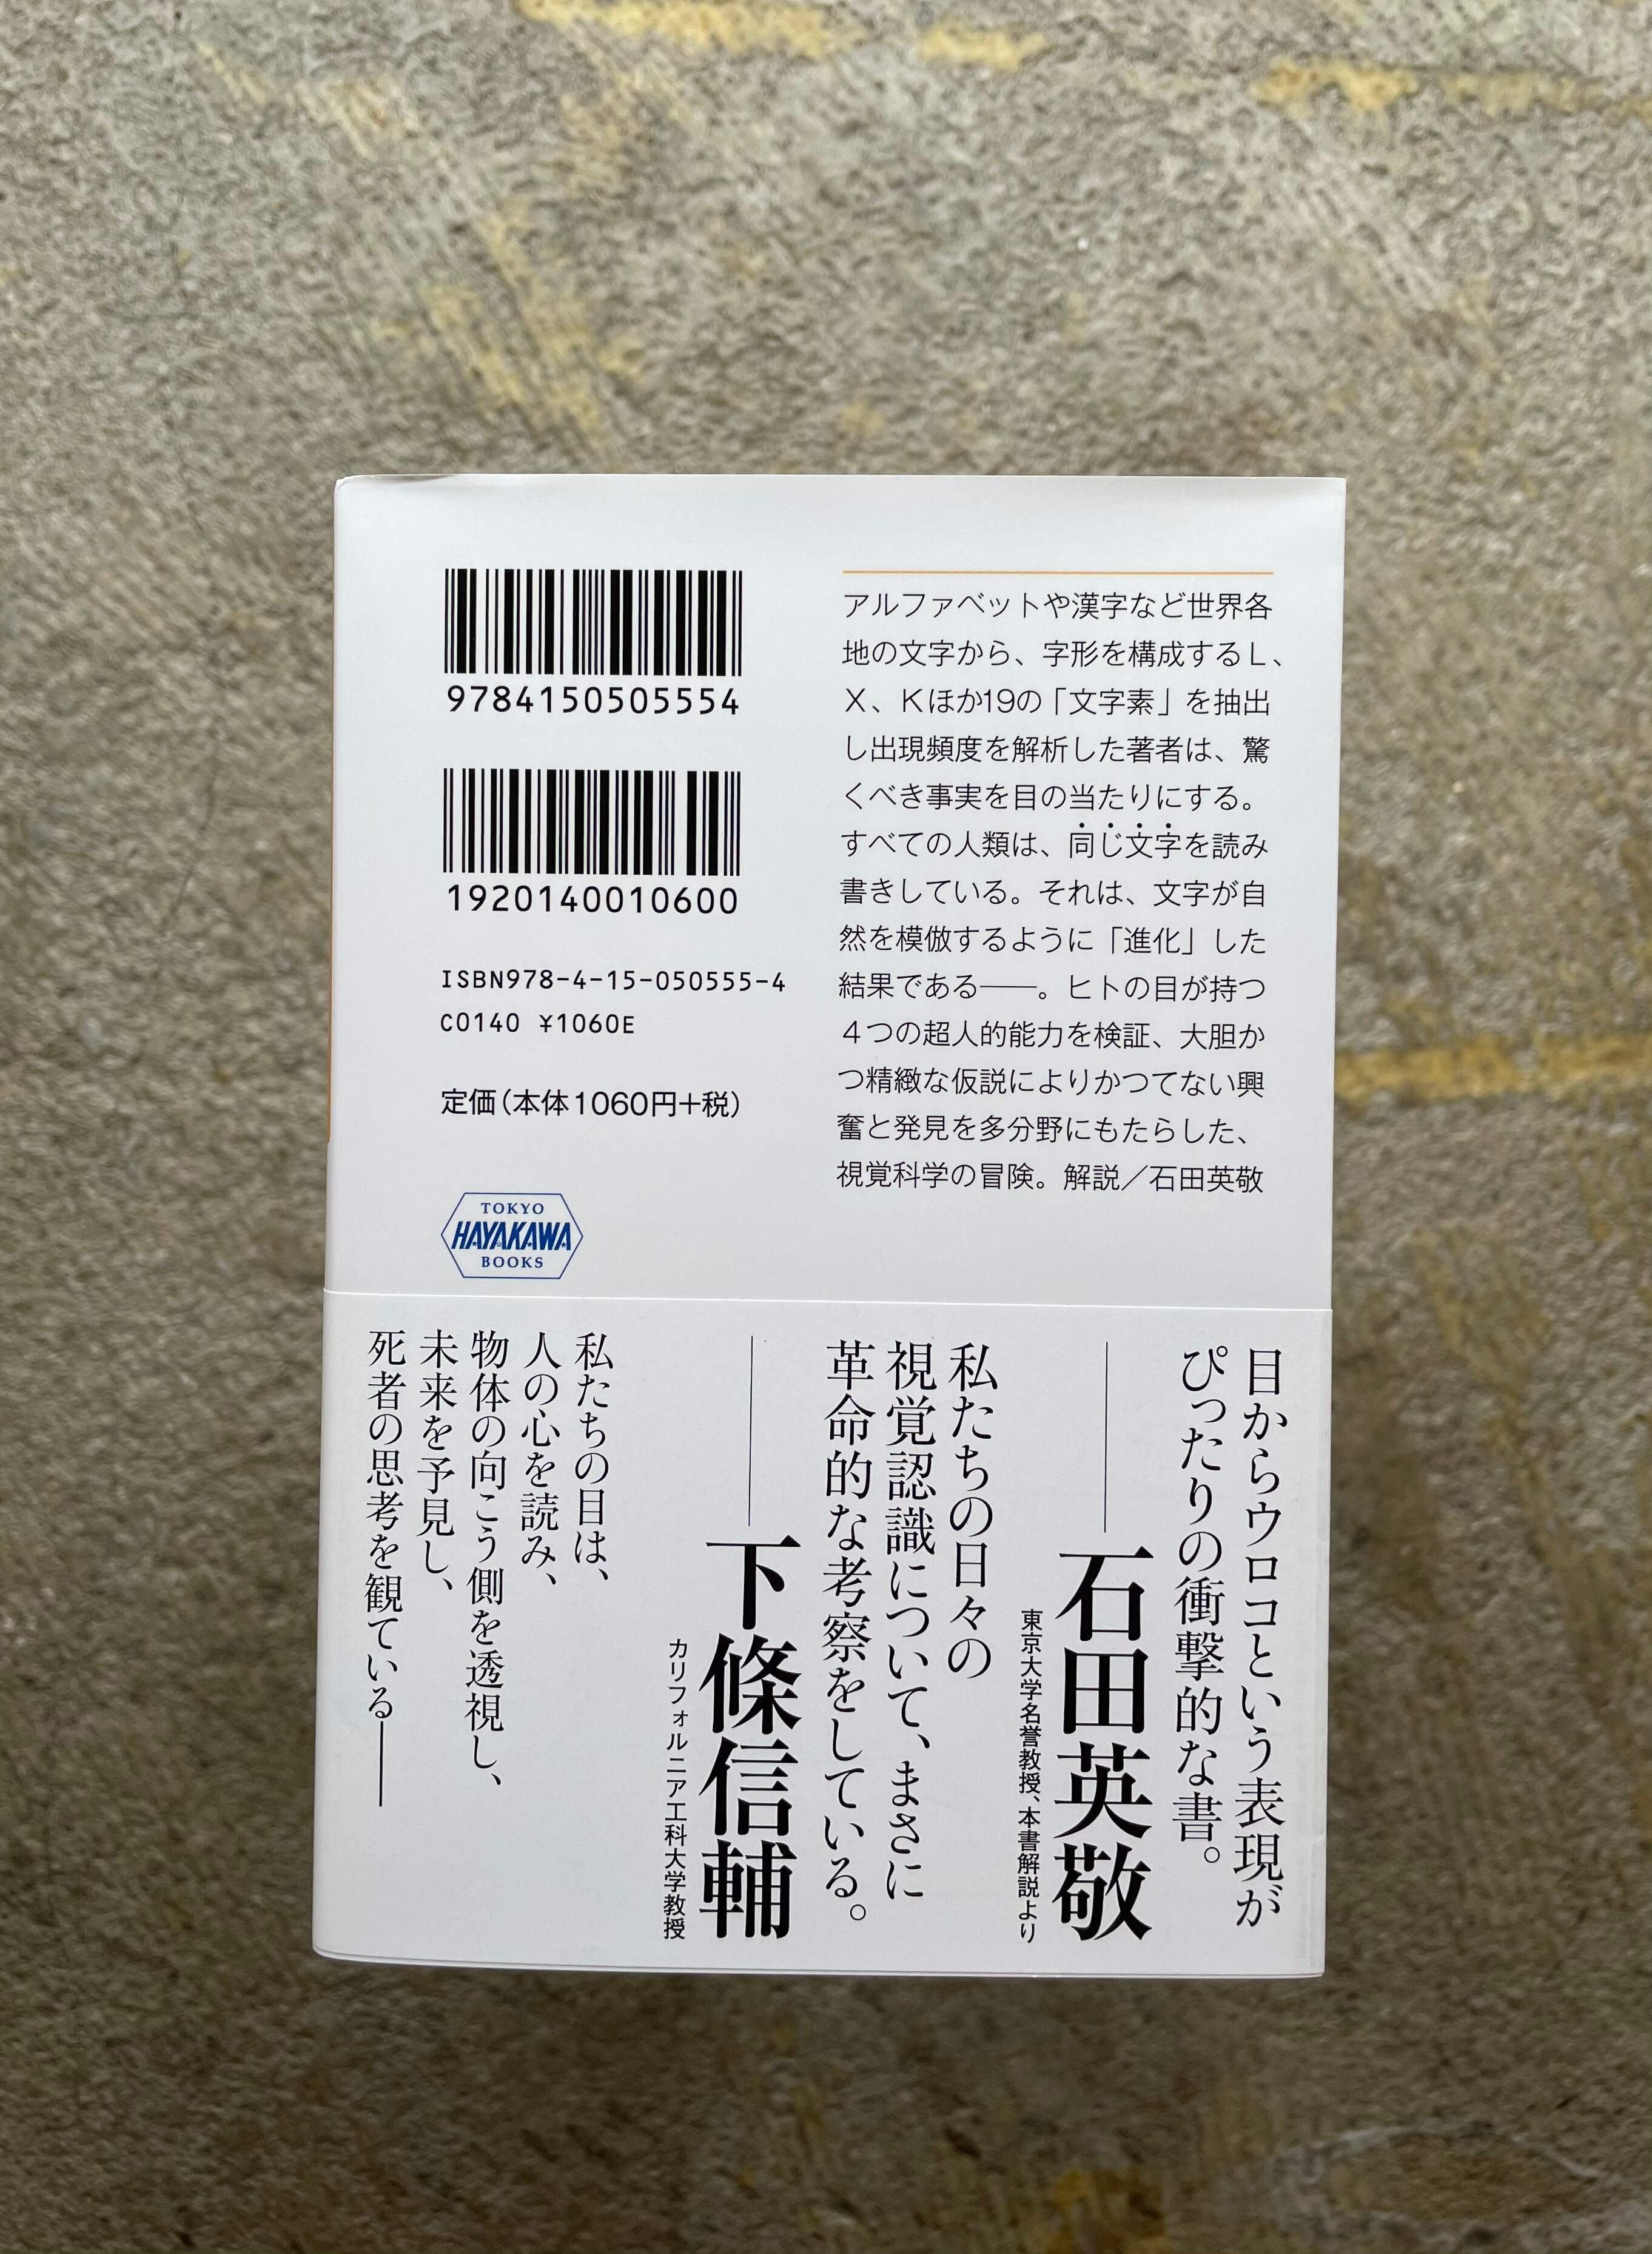 9784150505554
1920140010600
ISBN978-4-15-050555-4
C0140 ¥1060E
定価（本体1060円＋税）
TOKYO
HAYAKAWA
BOOKS
アルファベットや漢字など世界各
地の文字から、字形を構成するL、
X、Kほか19の「文字素」を抽出
し出現頻度を解析した著者は、驚
くべき事実を目の当たりにする。
すべての人類は、同じ文字を読み
書きしている。それは、文字が自
然を模倣するように「進化」した
結果である――。ヒトの目が持つ
4つの超人的能力を検証、大胆か
つ精緻な仮説によりかつてない興
奮と発見を多分野にもたらした、
視覚科学の冒険。解説／石田英敬
目からウロコという表現が
ぴったりの衝撃的な書。
――石田英敬
東京大学名誉教授、本書解説より
私たちの日々の
視覚認識について、まさに
革命的な考察をしている。
――下條信輔
カリフォルニア工科大学教授
私たちの目は、
人の心を読み、
物体の向こう側を透視し、
未来を予見し、
死者の思考を観ている――